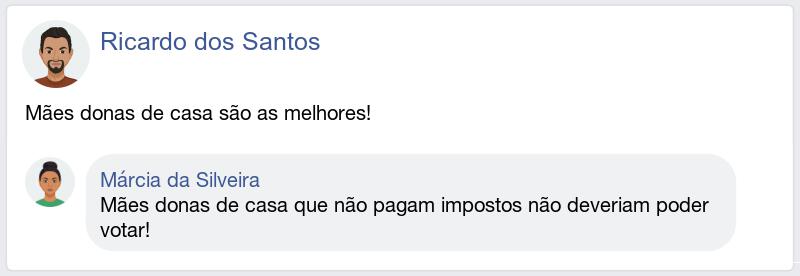 Ricardo dos Santos
Mães donas de casa são as melhores!
Márcia da Silveira
Mães donas de casa que não pagam impostos não deveriam poder
votar!